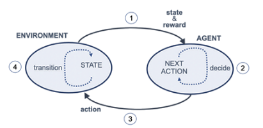 1
state
&
reward
ENVIRONMENT
AGENT
4
transition
STATE
NEXT
ACTION
decide
2
action
3